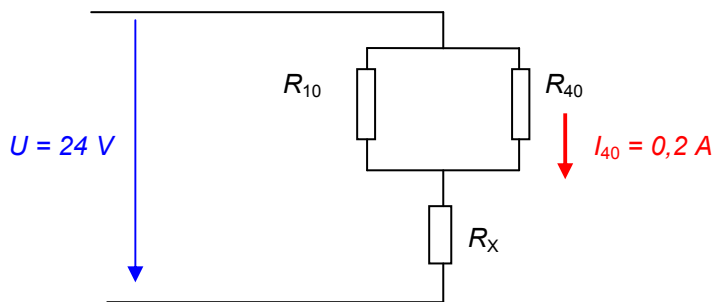 R10
R40
U = 24 V
I40 = 0,2 A
RX